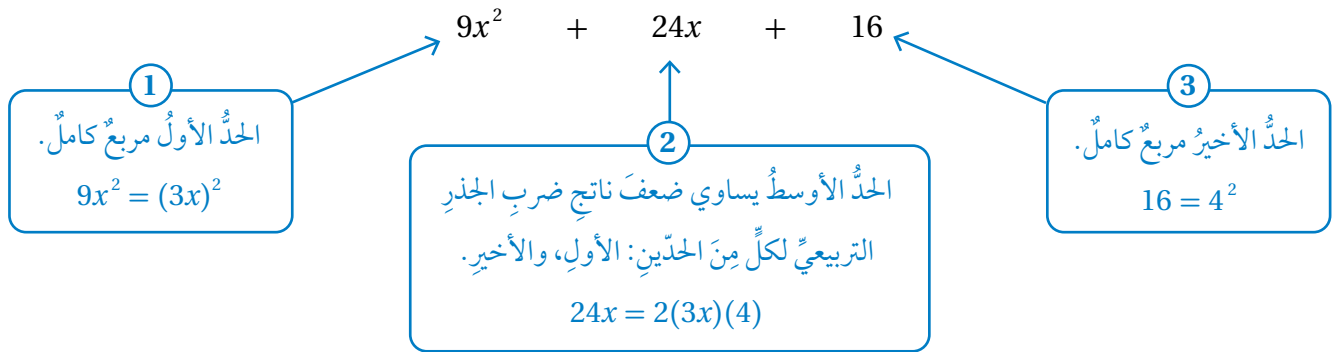 9x² + 24x + 16
1
الحدُّ الأولُ مربعٌ كاملٌ.
9x² = (3x)²
2
الحدُّ الأوسطُ يساوي ضعفَ ناتجِ ضربِ الجذرِ
التربيعيِّ لكلٍّ مِنَ الحدّينِ: الأولِ، والأخيرِ.
24x = 2(3x)(4)
3
الحدُّ الأخيرُ مربعٌ كاملٌ.
16 = 4²